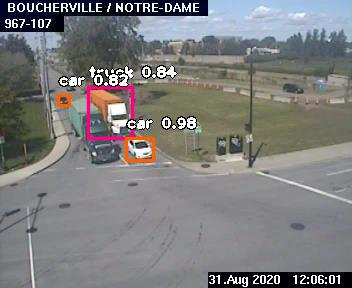 BOUCHERVILLE / NOTRE-DAME
967-107
truck 0.84
car 0.82
car 0.98
31.Aug 2020 12:06:01